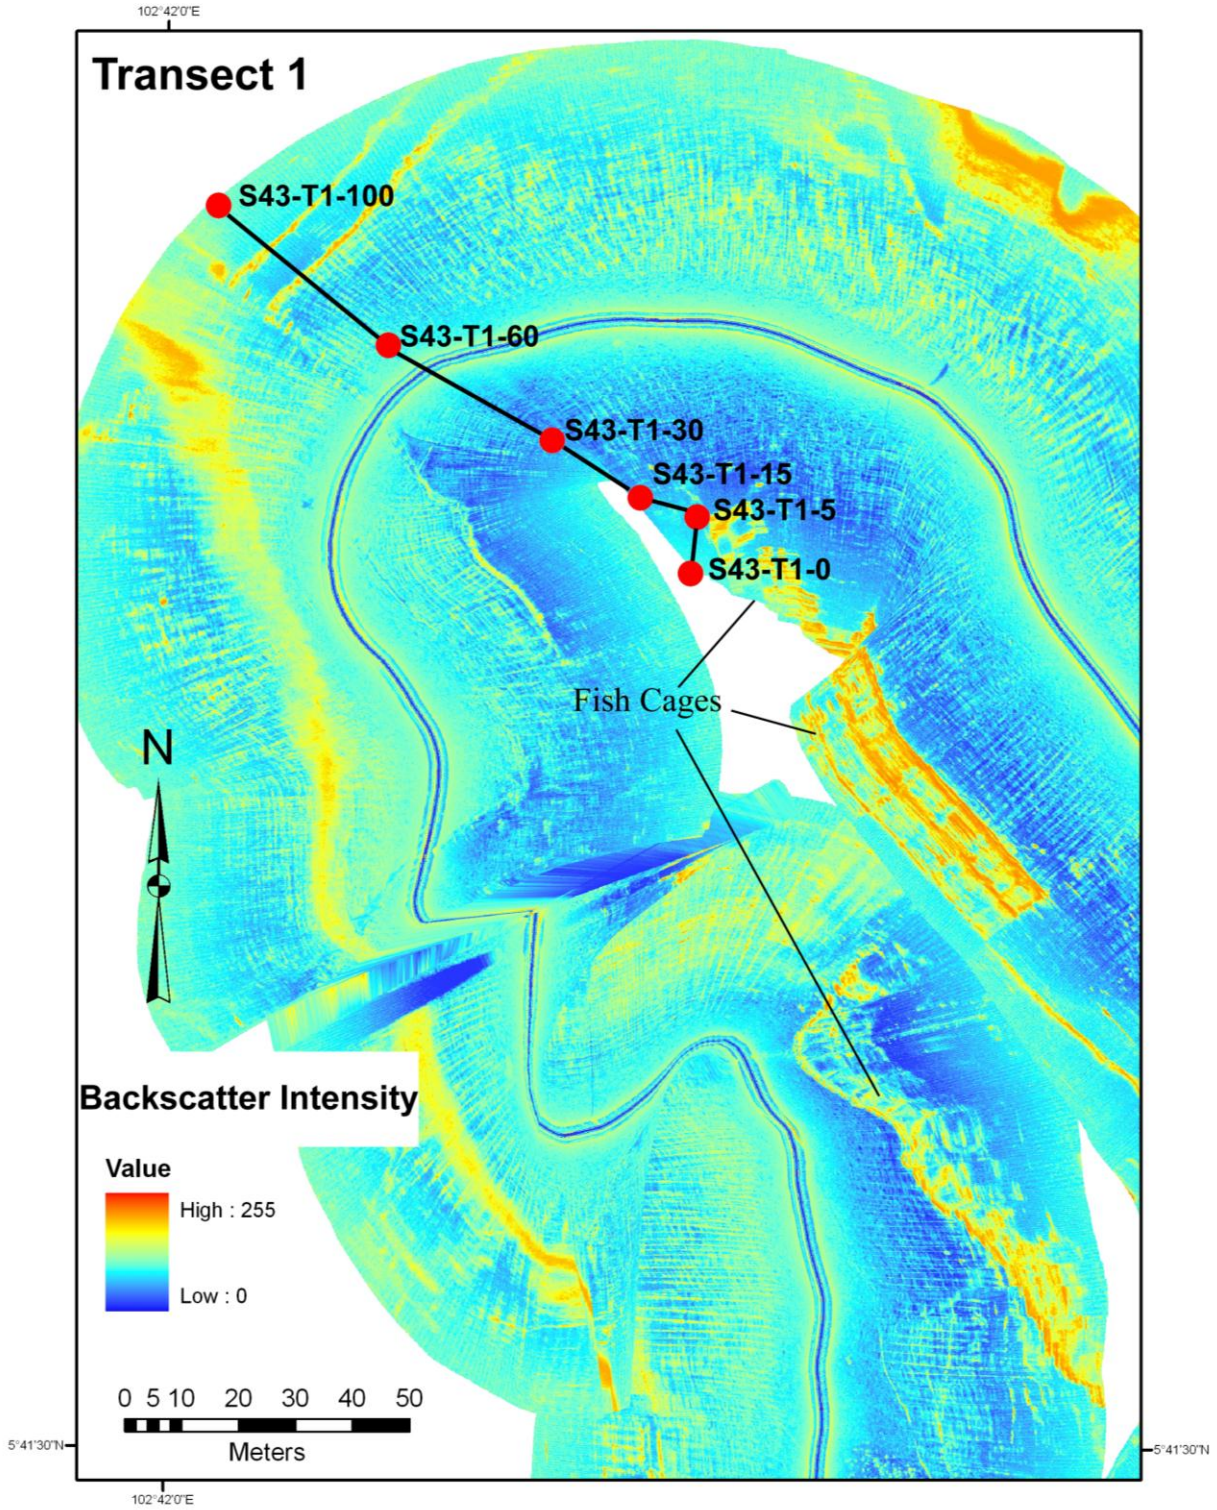 102°42'0"E
Transect 1
S43-T1-100
S43-T1-60
S43-T1-30
S43-T1-15
S43-T1-5
S43-T1-0
Fish Cages
N
Backscatter Intensity
Value
High : 255
Low : 0
0 5 10 20 30 40 50
Meters
5°41'30"N
5°41'30"N
102°42'0"E